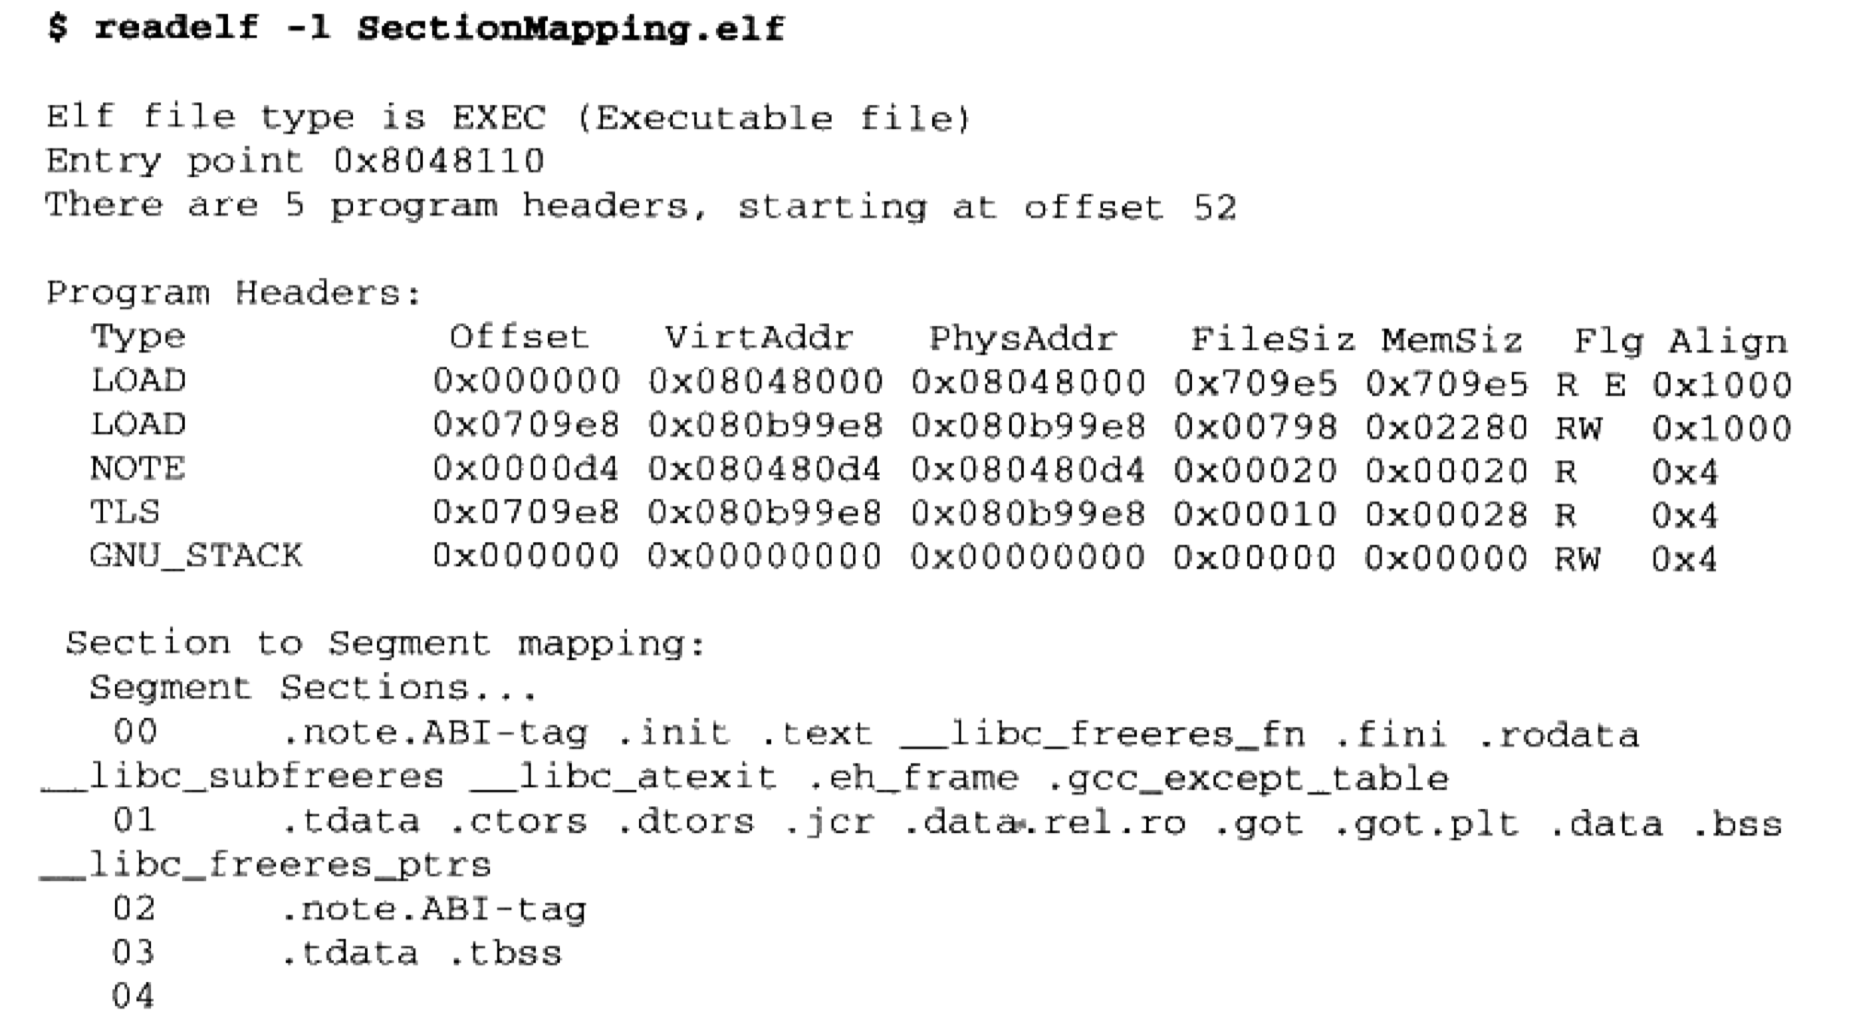 $ readelf -l SectionMapping.elf
Elf file type is EXEC (Executable file)
Entry point 0x8048110
There are 5 program headers, starting at offset 52
Program Headers:
Type Offset VirtAddr PhysAddr FileSiz MemSiz Flg Align
LOAD 0x000000 0x08048000 0x08048000 0x709e5 0x709e5 R E 0x1000
LOAD 0x0709e8 0x080b99e8 0x080b99e8 0x00798 0x02280 RW 0x1000
NOTE 0x0000d4 0x080480d4 0x080480d4 0x00020 0x00020 R 0x4
TLS 0x0709e8 0x080b99e8 0x080b99e8 0x00010 0x00028 R 0x4
GNU_STACK 0x000000 0x00000000 0x00000000 0x00000 0x00000 RW 0x4
Section to Segment mapping:
Segment Sections...
00 .note.ABI-tag .init .text __libc_freeres_fn .fini .rodata
__libc_subfreeres __libc_atexit .eh_frame .gcc_except_table
01 .tdata .ctors .dtors .jcr .data.rel.ro .got .got.plt .data .bss
__libc_freeres_ptrs
02 .note.ABI-tag
03 .tdata .tbss
04